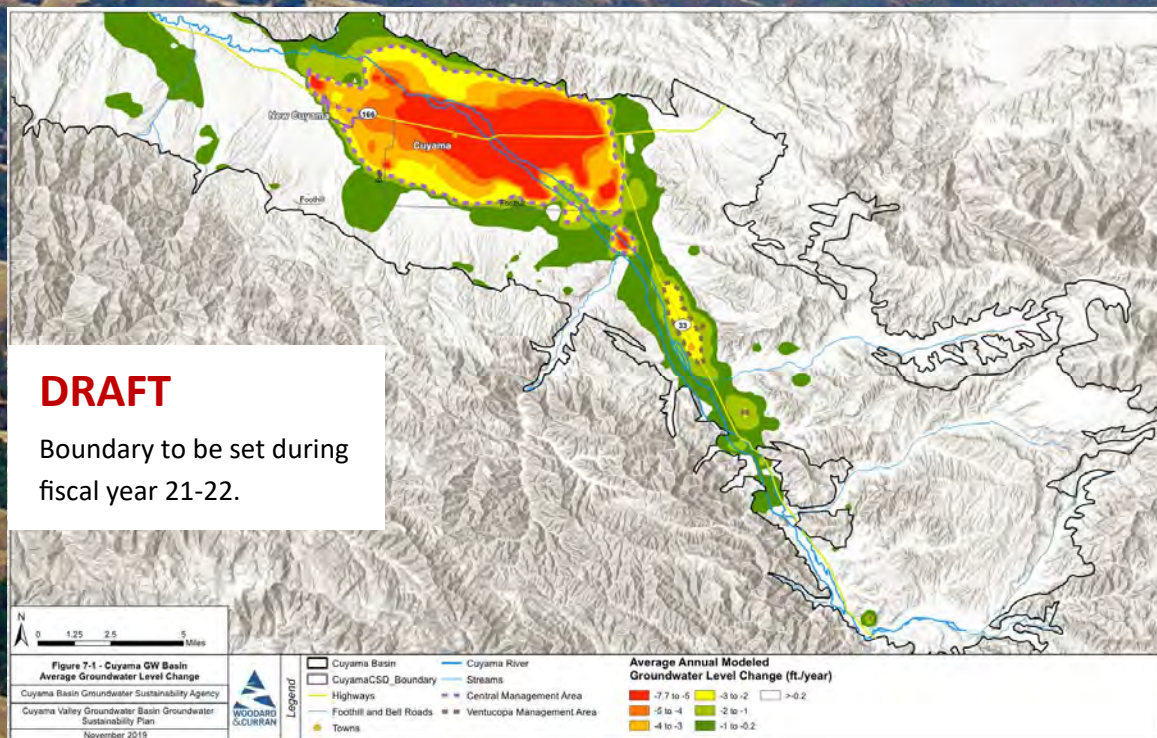 New Cuyama
166
Cuyama
Foothill
33
DRAFT
Boundary to be set during
fiscal year 21-22.
N
0 1.25 2.5 5
Miles
Figure 7-1 - Cuyama GW Basin
Average Groundwater Level Change
Cuyama Basin Groundwater Sustainability Agency
Cuyama Valley Groundwater Basin Groundwater
Sustainability Plan
November 2019
WOODARD
&CURRAN
Legend
Cuyama Basin
CuyamaCSD_Boundary
Highways
Foothill and Bell Roads
Towns
Cuyama River
Streams
Central Management Area
Ventucopa Management Area
Average Annual Modeled
Groundwater Level Change (ft./year)
-7.7 to -5
-5 to -4
-4 to -3
-3 to -2
-2 to -1
-1 to -0.2
>-0.2